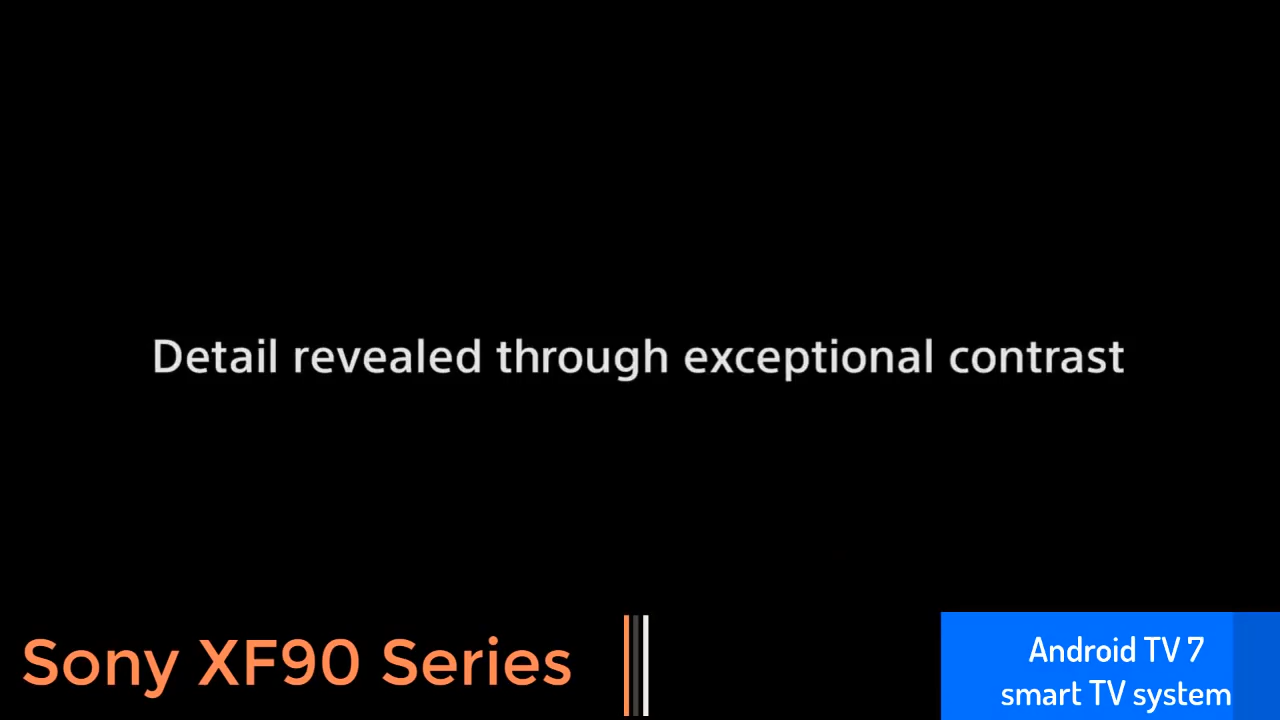 Detail revealed through exceptional contrast
Sony XF90 Series
Android TV 7
smart TV system